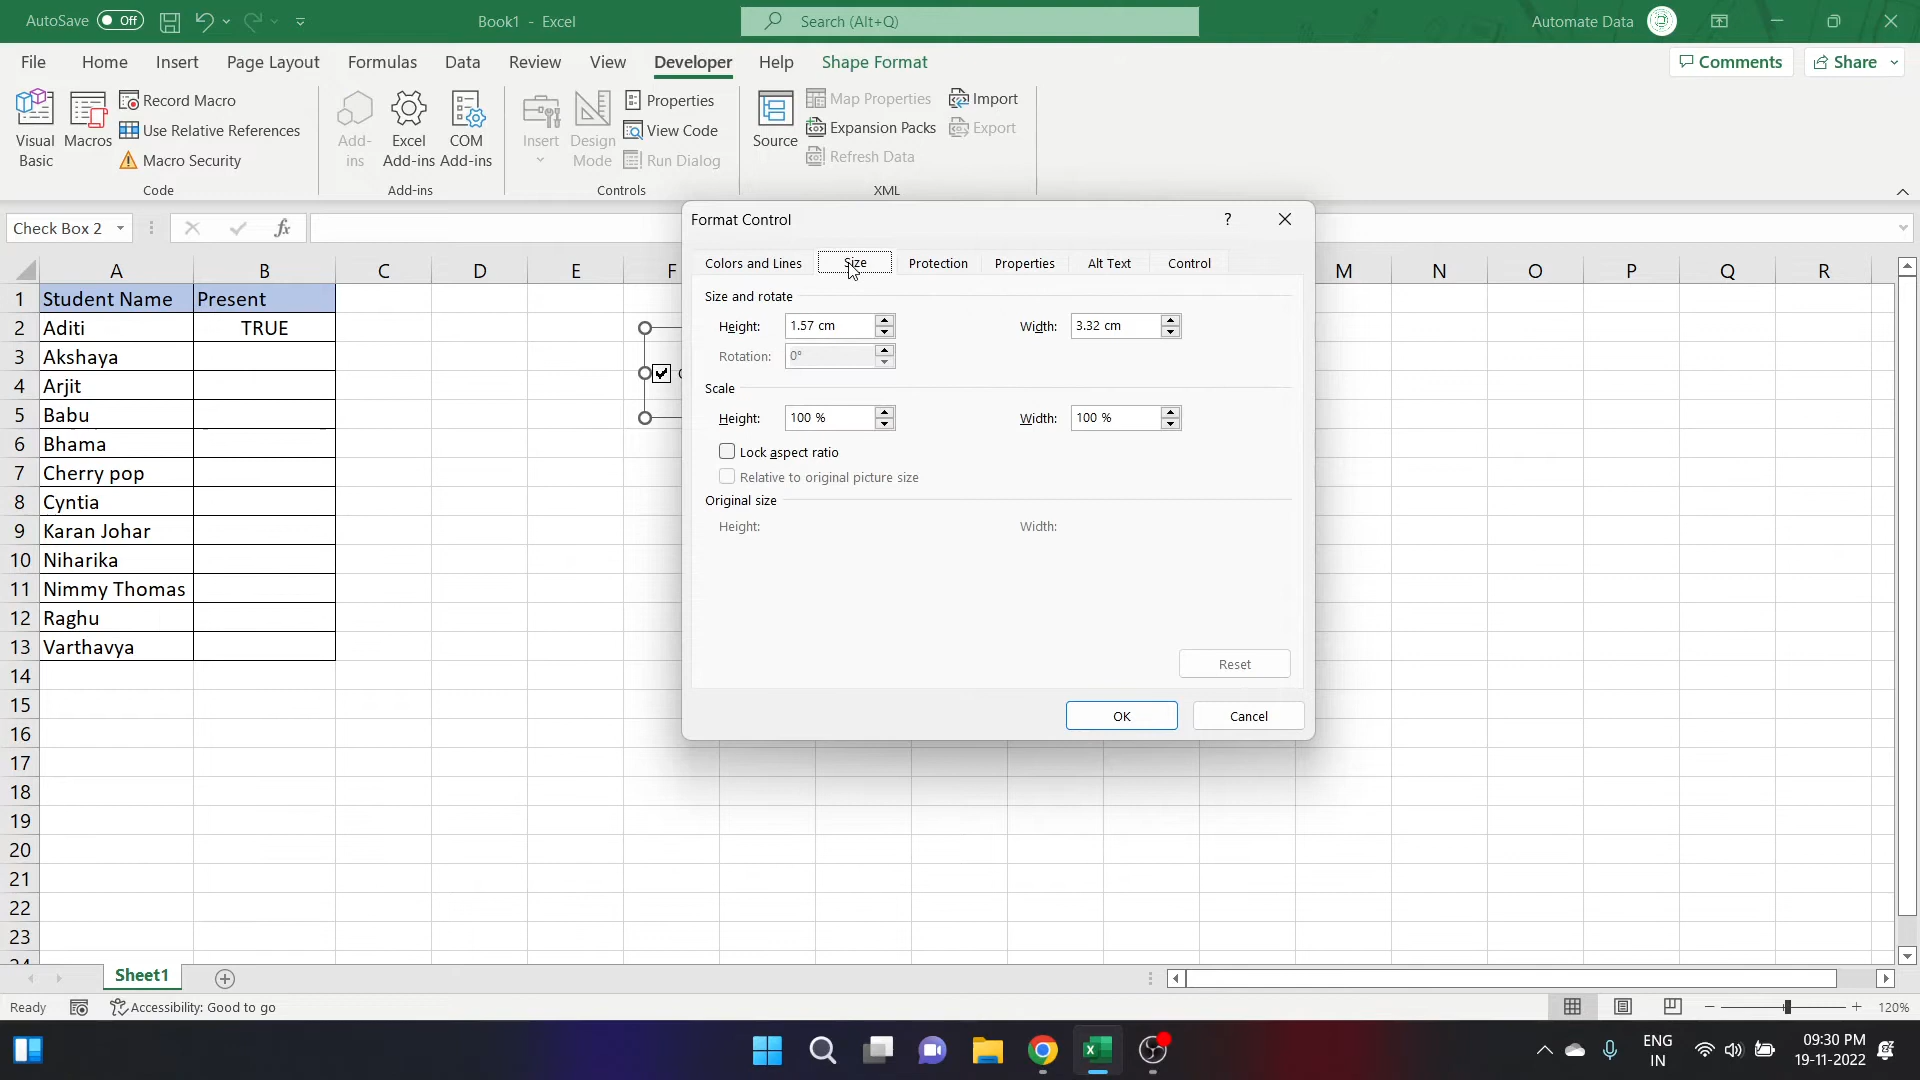 AutoSave Off
Book1 - Excel
Search (Alt+Q)
Automate Data
File Home Insert Page Layout Formulas Data Review View Developer Help Shape Format
Comments Share
Visual Basic
Macros
Record Macro
Use Relative References
Macro Security
Code
Add-ins
Excel Add-ins
COM Add-ins
Add-ins
Insert
Design Mode
Properties
View Code
Run Dialog
Controls
Source
Map Properties
Expansion Packs
Refresh Data
Import
Export
XML
Check Box 2
fx
Format Control
?
Colors and Lines Size Protection Properties Alt Text Control
Size and rotate
Height: 1.57 cm Width: 3.32 cm
Rotation: 0°
Scale
Height: 100 % Width: 100 %
Lock aspect ratio
Relative to original picture size
Original size
Height: Width:
Reset
OK Cancel
A B C D E F M N O P Q R
1 Student Name Present
2 Aditi TRUE
3 Akshaya
4 Arjit
5 Babu
6 Bhama
7 Cherry pop
8 Cyntia
9 Karan Johar
10 Niharika
11 Nimmy Thomas
12 Raghu
13 Varthavya
14
15
16
17
18
19
20
21
22
23
24
Sheet1
Ready Accessibility: Good to go
120%
ENG
IN
09:30 PM
19-11-2022